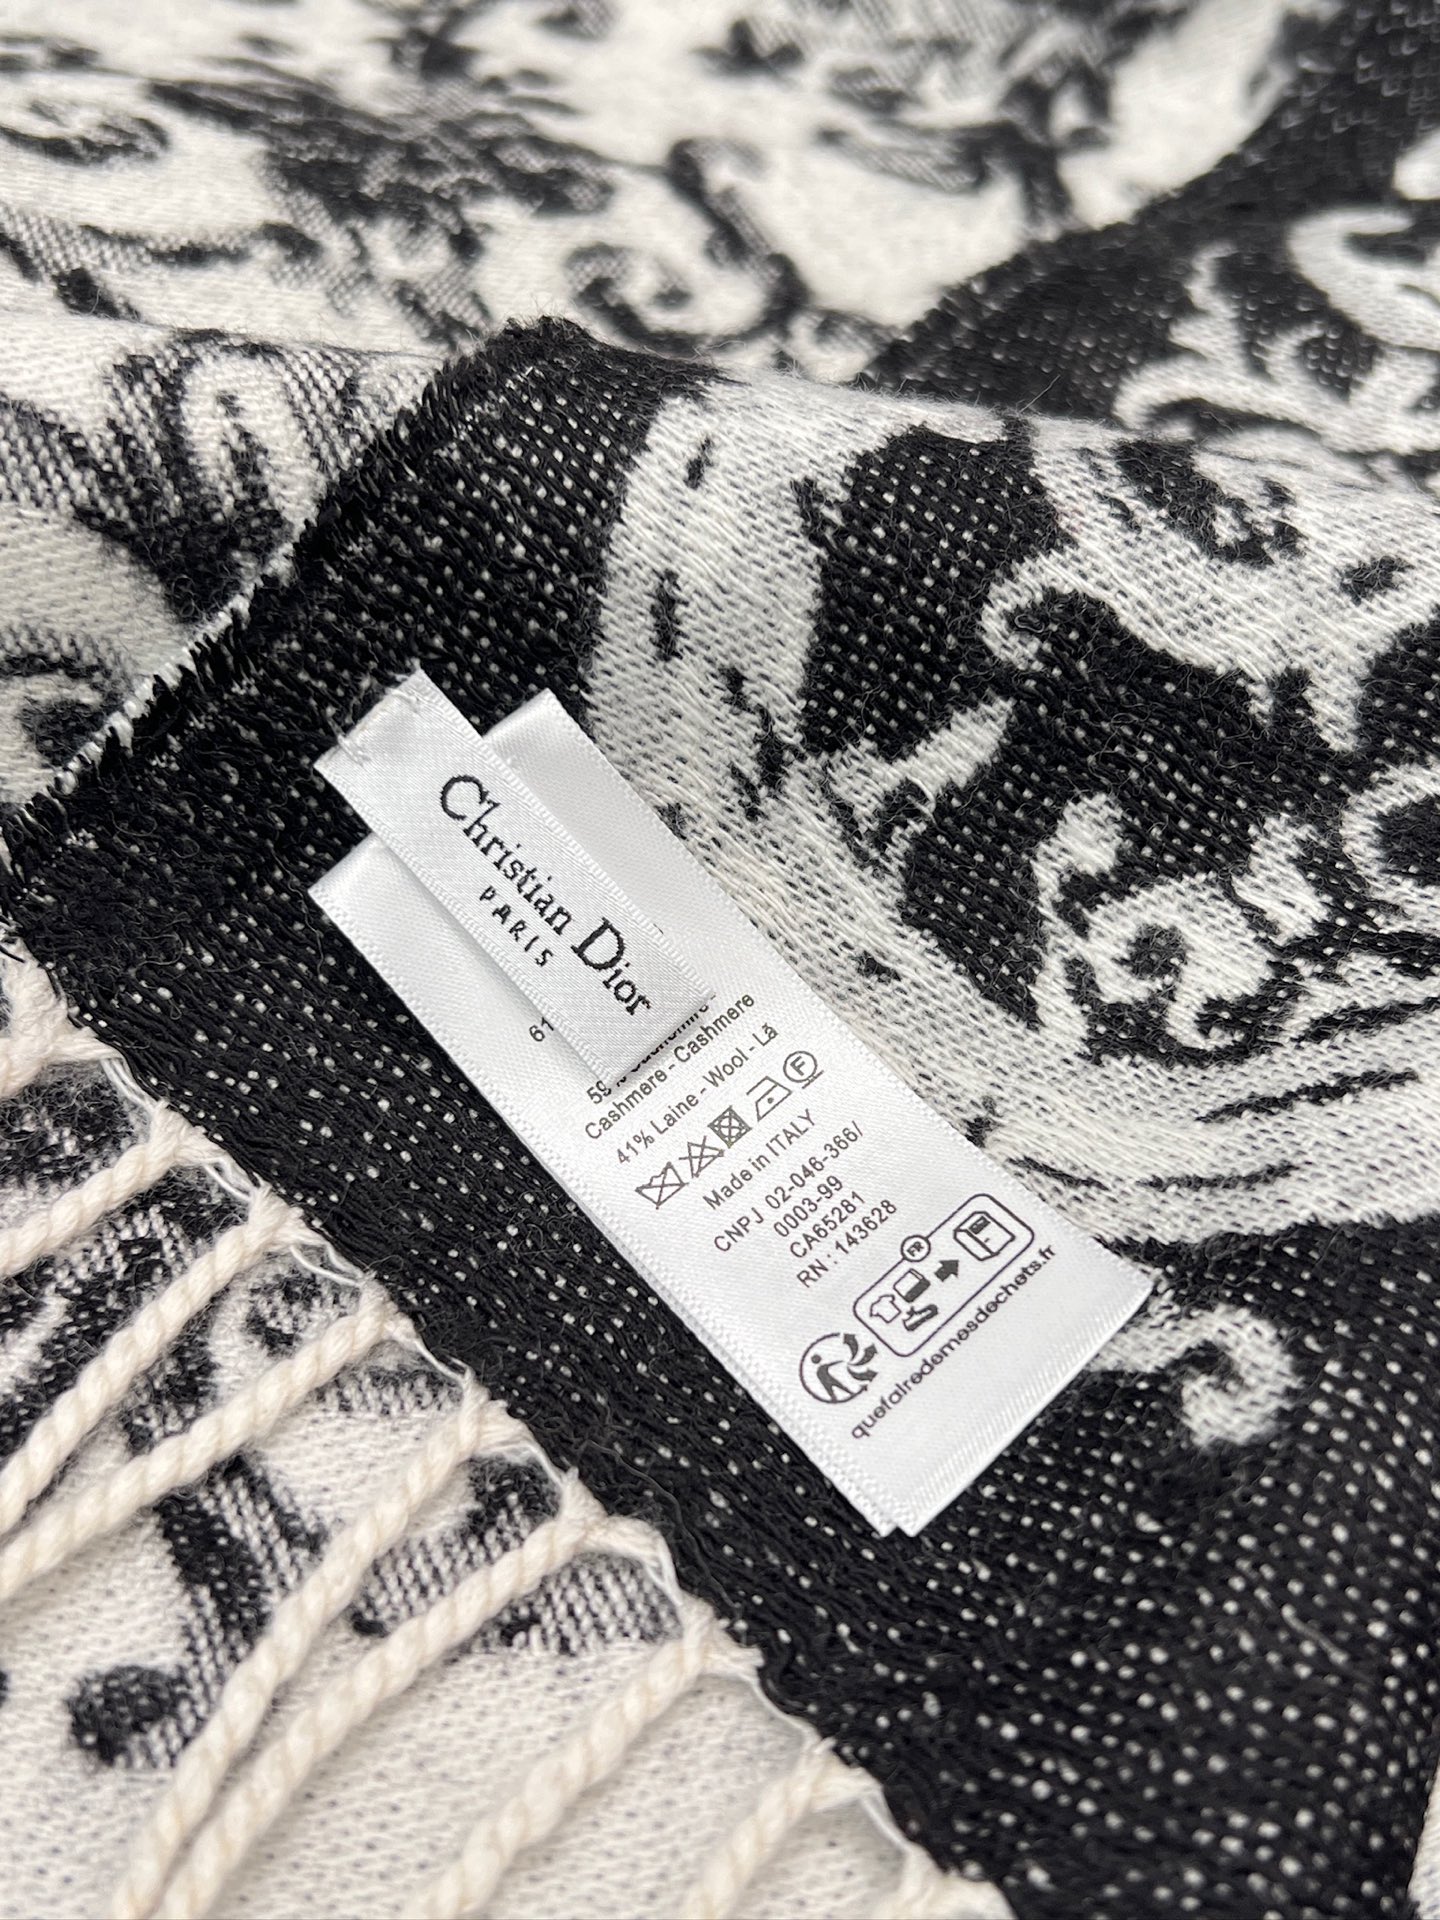 Christian Dior
PARIS
Cashmere - Cashmere
41% Laine - Wool - Lã
F
Made in ITALY
CNPJ 02-046-366/
0003-99
CA65281
RN : 143628
FR
quefairedemesdechets.fr